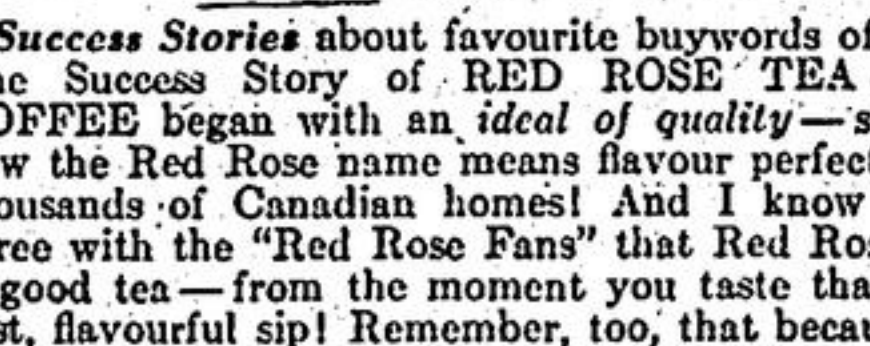 Success Stories about favourite buywords of
he Success Story of RED ROSE TEA
OFFEE began with an ideal of quality — s
w the Red Rose name means flavour perfect
ousands of Canadian homes! And I know
ree with the “Red Rose Fans” that Red Ros
good tea — from the moment you taste tha
st, flavourful sip! Remember, too, that becau